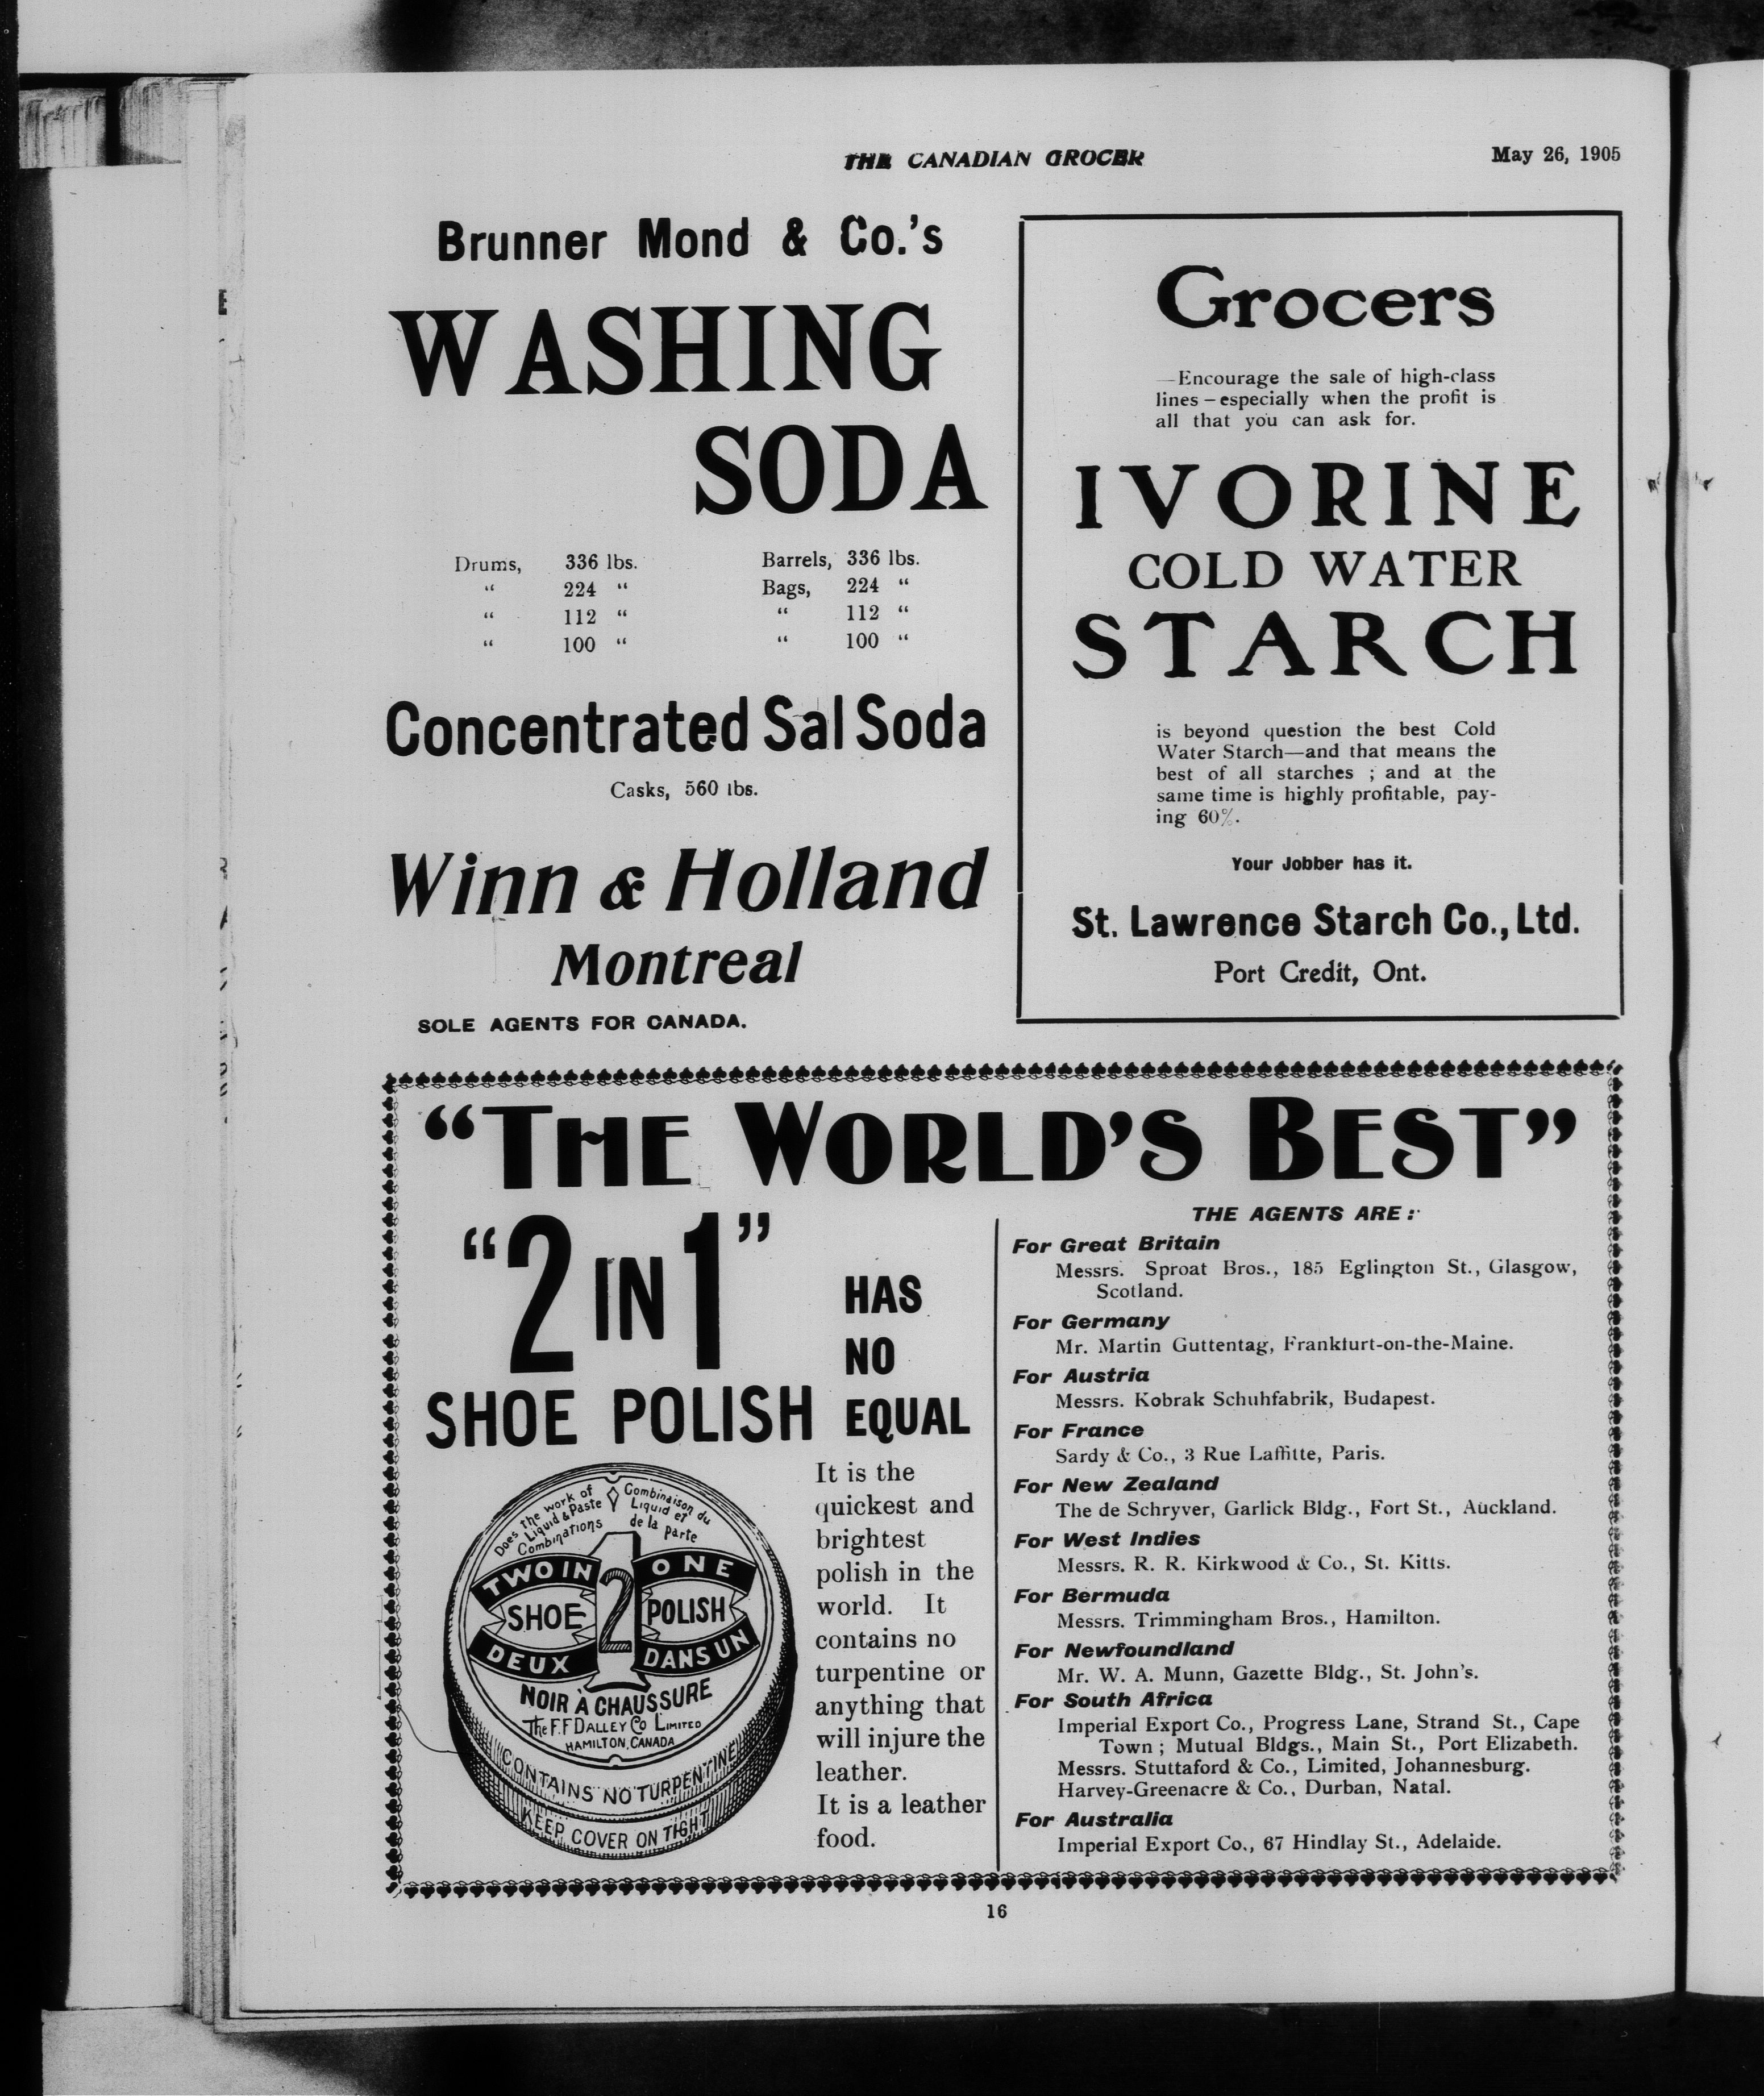 THE CANADIAN GROCER
May 26, 1905
Brunner Mond & Co.'s
WASHING
SODA
Drums, 336 lbs.
“ 224 “
“ 112 “
“ 100 “
Barrels, 336 lbs.
Bags, 224 “
“ 112 “
“ 100 “
Concentrated Sal Soda
Casks, 560 lbs.
Winn & Holland
Montreal
SOLE AGENTS FOR CANADA.
Grocers
—Encourage the sale of high-class
lines – especially when the profit is
all that you can ask for.
IVORINE
COLD WATER
STARCH
is beyond question the best Cold
Water Starch—and that means the
best of all starches ; and at the
same time is highly profitable, pay-
ing 60%.
Your Jobber has it.
St. Lawrence Starch Co., Ltd.
Port Credit, Ont.
“THE WORLD'S BEST”
“2 IN 1”
SHOE POLISH
HAS
NO
EQUAL
Does the work of
Liquid & Paste
Combinations
Combinaison du
Liquid et
de la parte
TWO IN ONE
1
2
SHOE POLISH
DEUX DANS UN
NOIR À CHAUSSURE
The F.F. DALLEY Co LIMITED
HAMILTON, CANADA
CONTAINS NO TURPENTINE
KEEP COVER ON TIGHT
It is the
quickest and
brightest
polish in the
world. It
contains no
turpentine or
anything that
will injure the
leather.
It is a leather
food.
THE AGENTS ARE :
For Great Britain
Messrs. Sproat Bros., 185 Eglington St., Glasgow,
Scotland.
For Germany
Mr. Martin Guttentag, Frankfurt-on-the-Maine.
For Austria
Messrs. Kobrak Schuhfabrik, Budapest.
For France
Sardy & Co., 3 Rue Laffitte, Paris.
For New Zealand
The de Schryver, Garlick Bldg., Fort St., Auckland.
For West Indies
Messrs. R. R. Kirkwood & Co., St. Kitts.
For Bermuda
Messrs. Trimmingham Bros., Hamilton.
For Newfoundland
Mr. W. A. Munn, Gazette Bldg., St. John's.
For South Africa
Imperial Export Co., Progress Lane, Strand St., Cape
Town ; Mutual Bldgs., Main St., Port Elizabeth.
Messrs. Stuttaford & Co., Limited, Johannesburg.
Harvey-Greenacre & Co., Durban, Natal.
For Australia
Imperial Export Co., 67 Hindlay St., Adelaide.
16